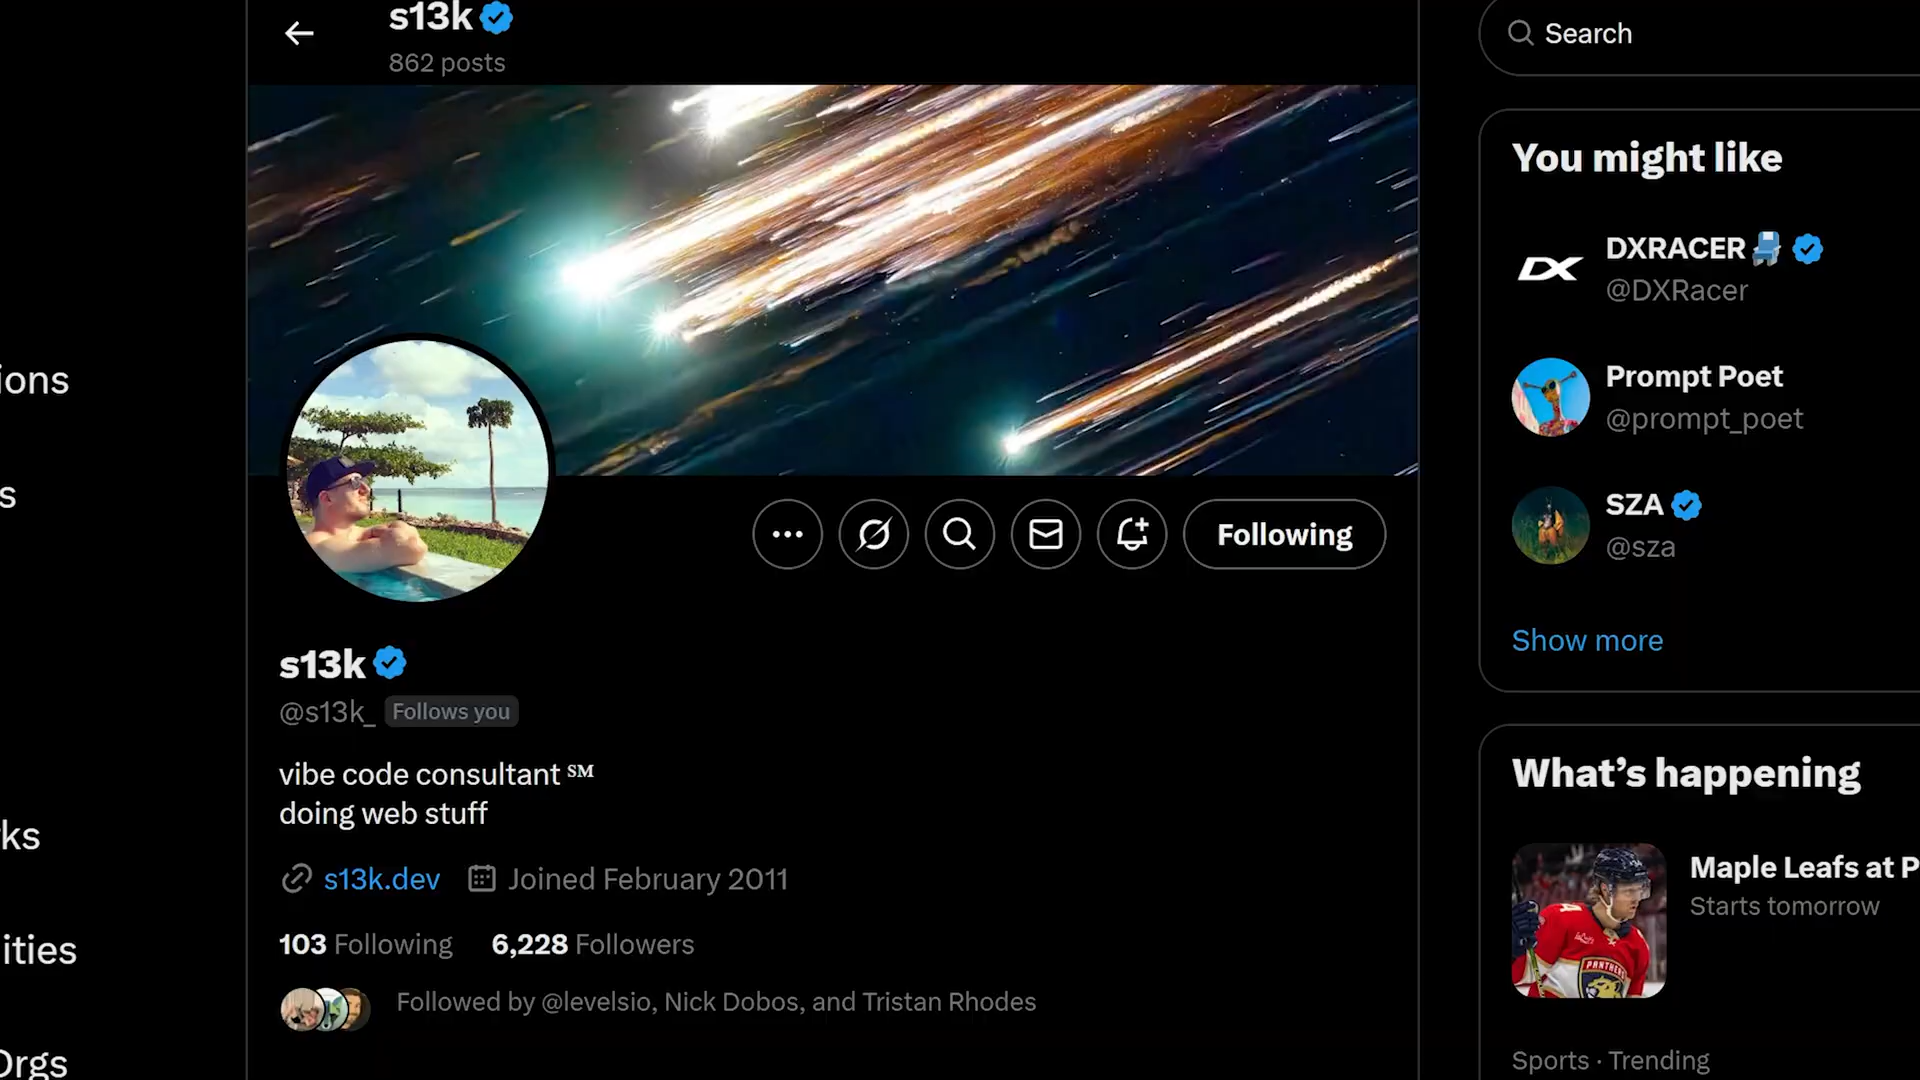 s13k
862 posts
Search
ions
s
ks
ities
Orgs
Following
s13k
@s13k_ Follows you
vibe code consultant ℠
doing web stuff
s13k.dev Joined February 2011
103 Following 6,228 Followers
Followed by @levelsio, Nick Dobos, and Tristan Rhodes
You might like
DX
DXRACER
@DXRacer
Prompt Poet
@prompt_poet
SZA
@sza
Show more
What’s happening
Maple Leafs at P
Starts tomorrow
PANTHERS
Sports · Trending